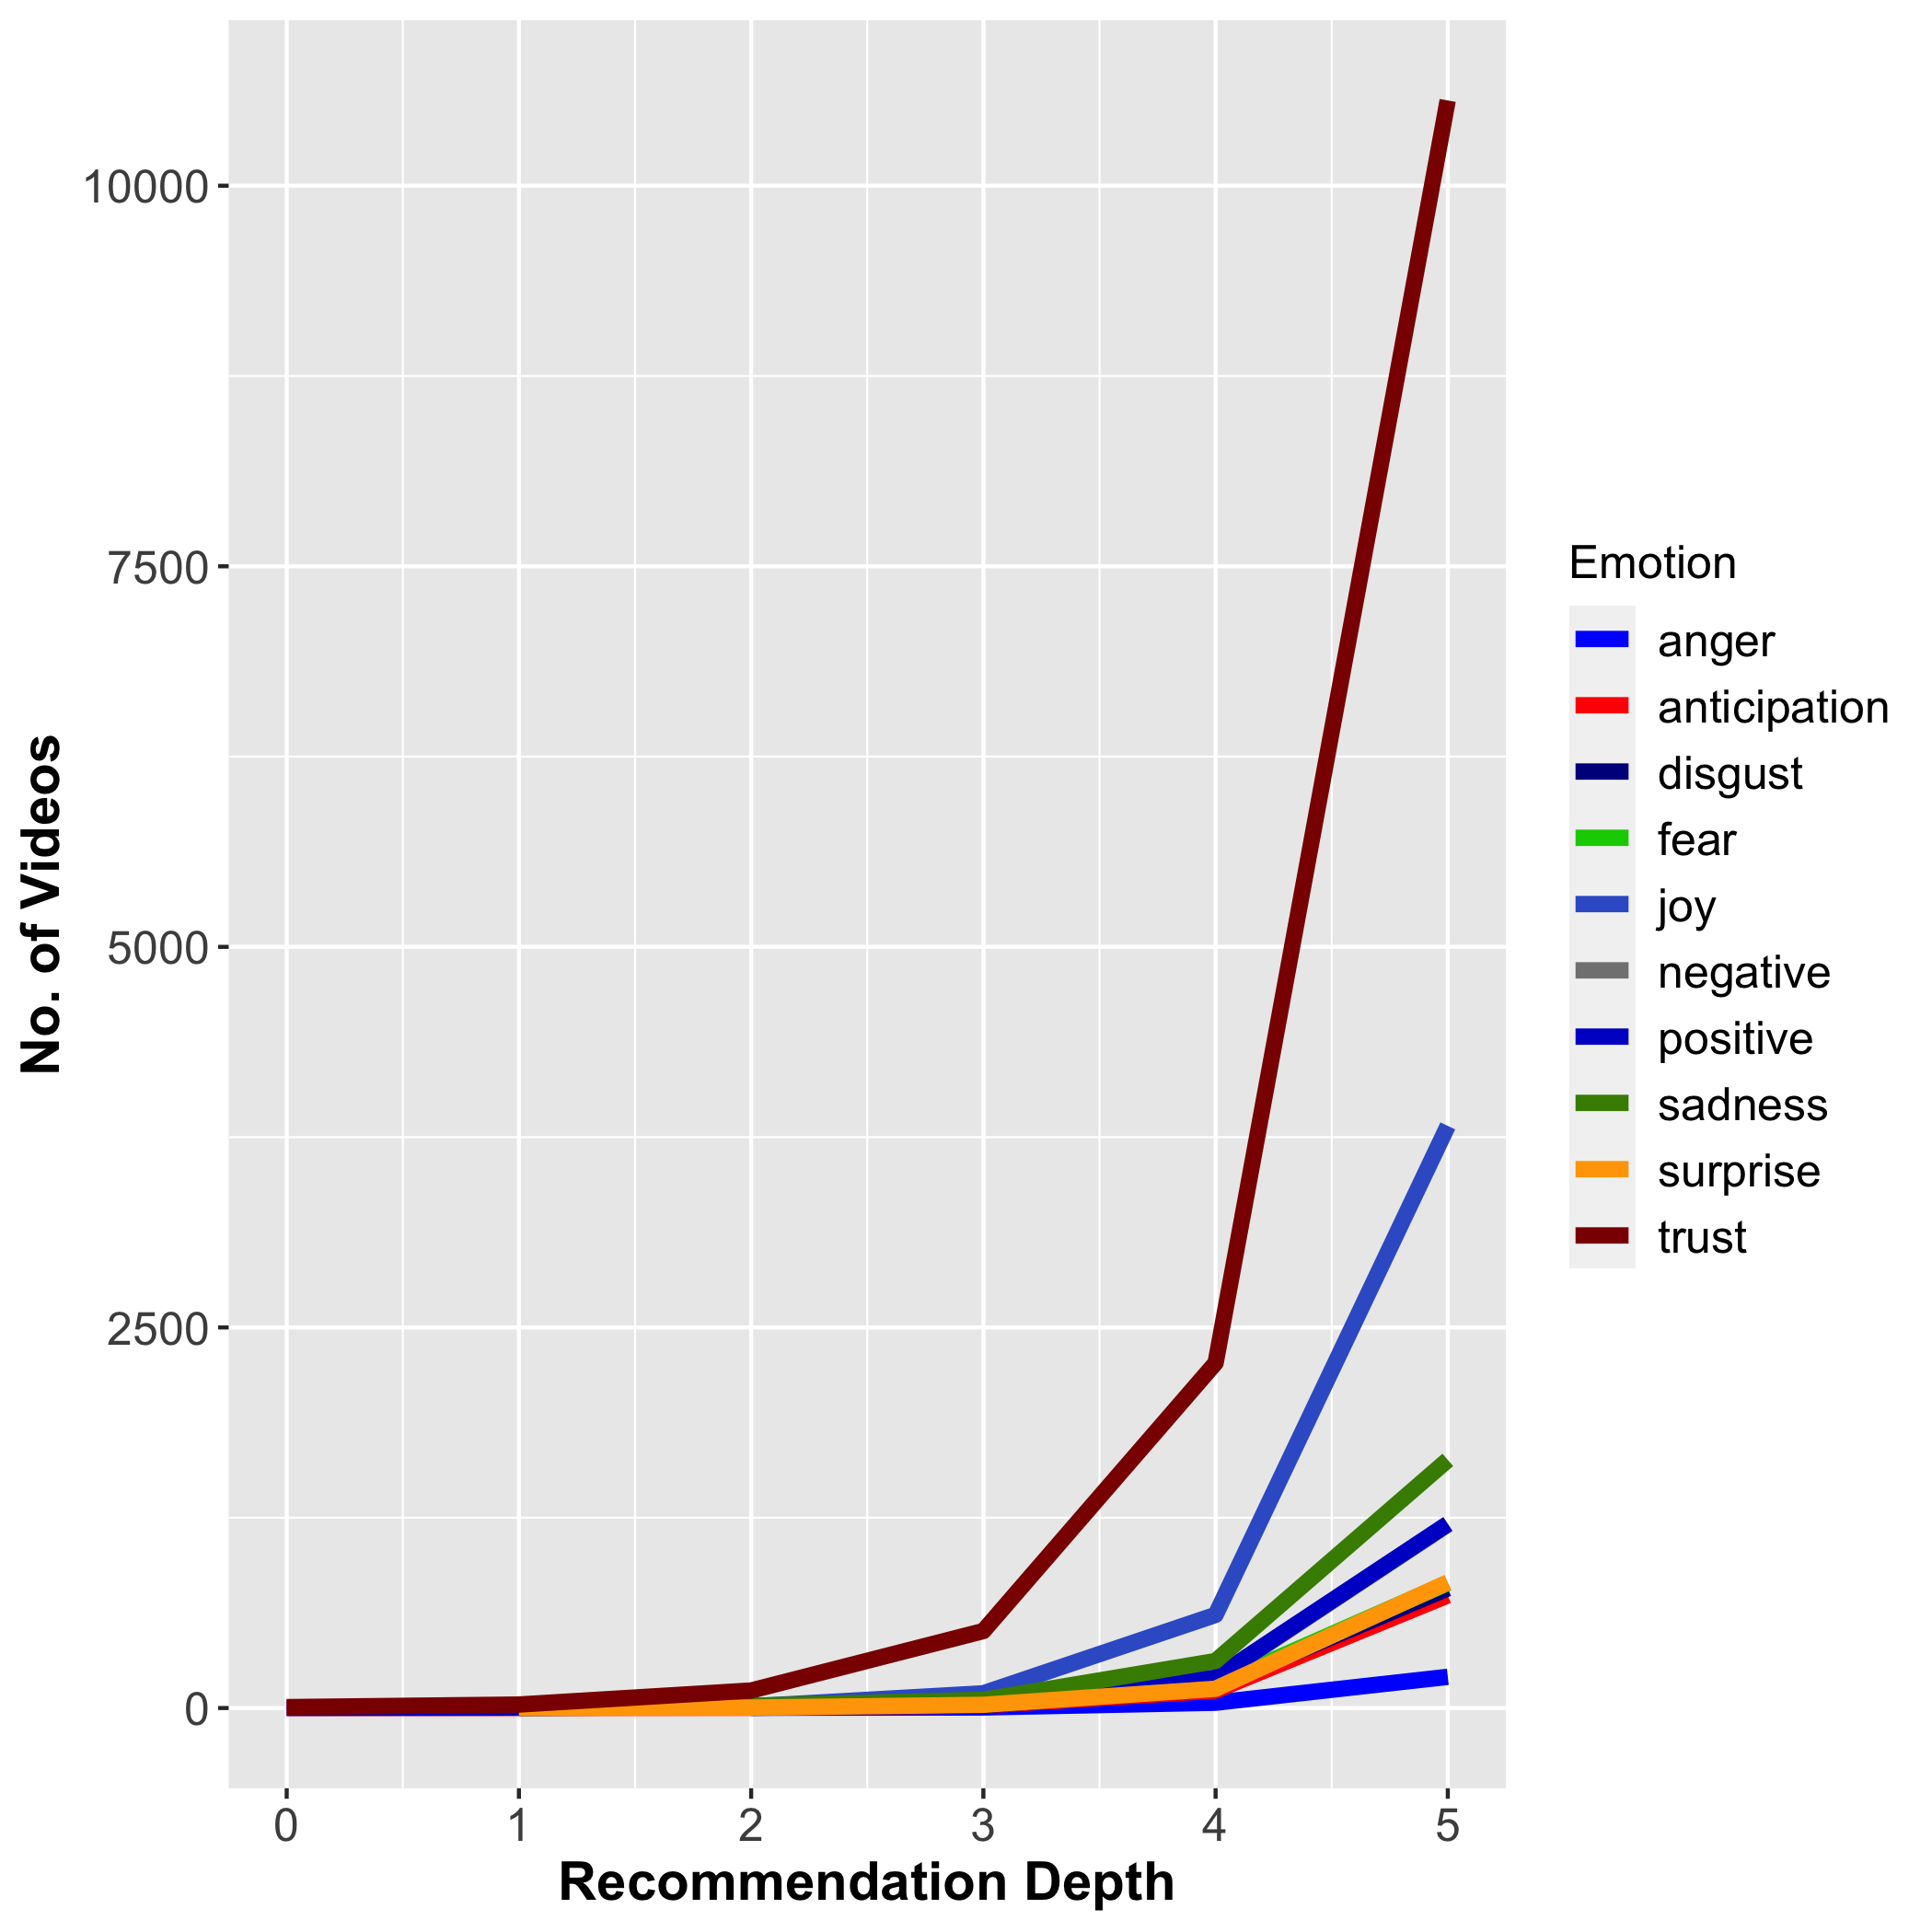 10000
7500
5000
2500
0
No. of Videos
0 1 2 3 4 5
Recommendation Depth
Emotion
anger
anticipation
disgust
fear
joy
negative
positive
sadness
surprise
trust